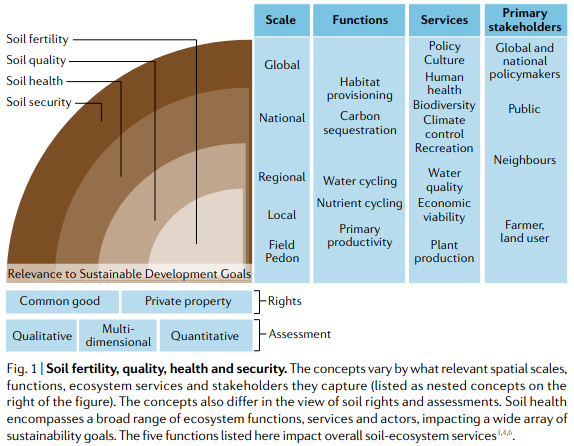 Soil fertility
Soil quality
Soil health
Soil security
Relevance to Sustainable Development Goals
Scale
Global
National
Regional
Local
Field
Pedon
Functions
Habitat
provisioning
Carbon
sequestration
Water cycling
Nutrient cycling
Primary
productivity
Services
Policy
Culture
Human
health
Biodiversity
Climate
control
Recreation
Water
quality
Economic
viability
Plant
production
Primary
stakeholders
Global and
national
policymakers
Public
Neighbours
Farmer,
land user
Common good
Private property
Rights
Qualitative
Multi-
dimensional
Quantitative
Assessment
Fig. 1 | Soil fertility, quality, health and security. The concepts vary by what relevant spatial scales,
functions, ecosystem services and stakeholders they capture (listed as nested concepts on the
right of the figure). The concepts also differ in the view of soil rights and assessments. Soil health
encompasses a broad range of ecosystem functions, services and actors, impacting a wide array of
sustainability goals. The five functions listed here impact overall soil-ecosystem services3,4,6.